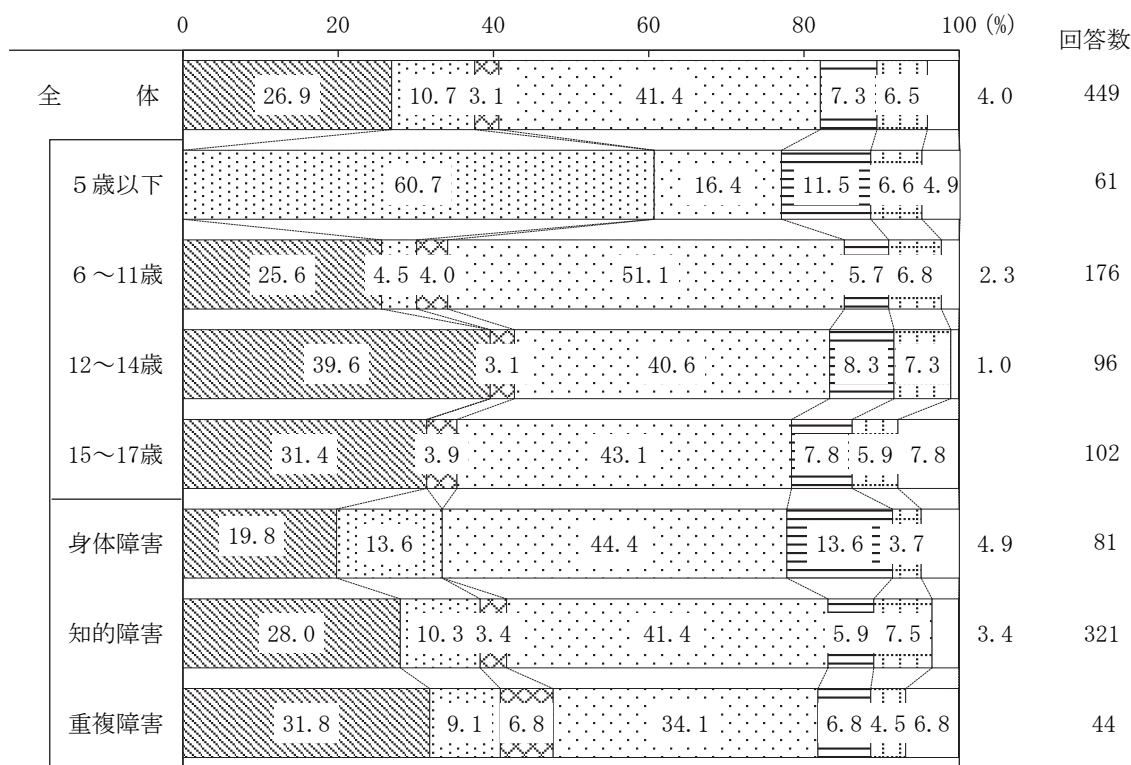 0 20 40 60 80 100 (%) 回答数
全 体 26.9 10.7 3.1 41.4 7.3 6.5 4.0 449
5歳以下 60.7 16.4 11.5 6.6 4.9 61
6～11歳 25.6 4.5 4.0 51.1 5.7 6.8 2.3 176
12～14歳 39.6 3.1 40.6 8.3 7.3 1.0 96
15～17歳 31.4 3.9 43.1 7.8 5.9 7.8 102
身体障害 19.8 13.6 44.4 13.6 3.7 4.9 81
知的障害 28.0 10.3 3.4 41.4 5.9 7.5 3.4 321
重複障害 31.8 9.1 6.8 34.1 6.8 4.5 6.8 44